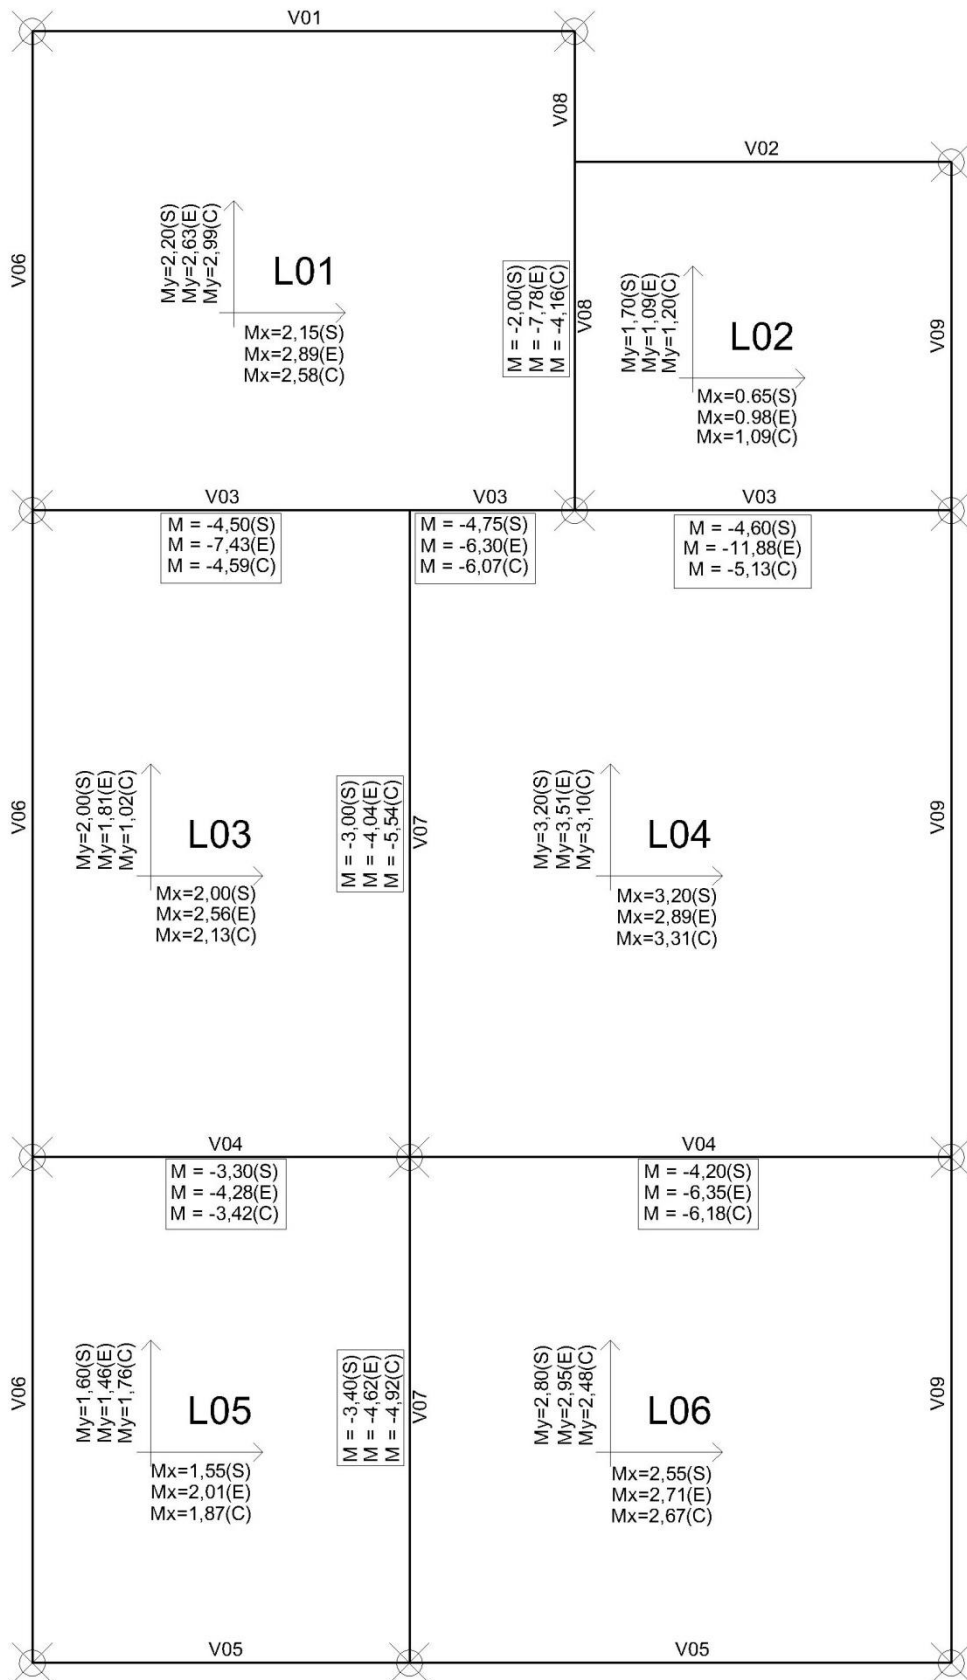 V01
V08
V02
V06
My=2,20(S)
My=2,63(E)
My=2,99(C)
L01
Mx=2,15(S)
Mx=2,89(E)
Mx=2,58(C)
M = -2,00(S)
M = -7,78(E)
M = -4,16(C)
V08
My=1,70(S)
My=1,09(E)
My=1,20(C)
L02
Mx=0.65(S)
Mx=0.98(E)
Mx=1,09(C)
V09
V03
V03
V03
M = -4,50(S)
M = -7,43(E)
M = -4,59(C)
M = -4,75(S)
M = -6,30(E)
M = -6,07(C)
M = -4,60(S)
M = -11,88(E)
M = -5,13(C)
V06
My=2,00(S)
My=1,81(E)
My=1,02(C)
L03
Mx=2,00(S)
Mx=2,56(E)
Mx=2,13(C)
M = -3,00(S)
M = -4,04(E)
M = -5,54(C)
V07
My=3,20(S)
My=3,51(E)
My=3,10(C)
L04
Mx=3,20(S)
Mx=2,89(E)
Mx=3,31(C)
V09
V04
V04
M = -3,30(S)
M = -4,28(E)
M = -3,42(C)
M = -4,20(S)
M = -6,35(E)
M = -6,18(C)
V06
My=1,60(S)
My=1,46(E)
My=1,76(C)
L05
Mx=1,55(S)
Mx=2,01(E)
Mx=1,87(C)
M = -3,40(S)
M = -4,62(E)
M = -4,92(C)
V07
My=2,80(S)
My=2,95(E)
My=2,48(C)
L06
Mx=2,55(S)
Mx=2,71(E)
Mx=2,67(C)
V09
V05
V05